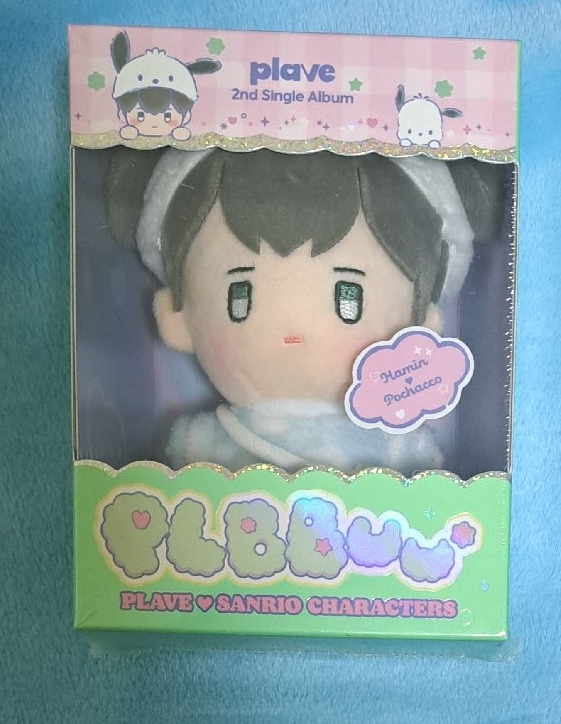 plave
2nd Single Album
Hamin
Pochacco
PLBBUU
PLAVE ♥ SANRIO CHARACTERS